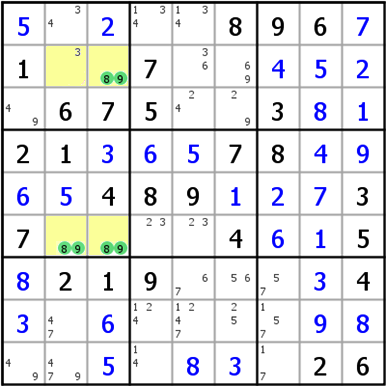 5 3 4 2 1 3 4 1 3 4 8 9 6 7
1 3 8 9 7 3 6 6 9 4 5 2
4 9 6 7 5 2 4 2 9 3 8 1
2 1 3 6 5 7 8 4 9
6 5 4 8 9 1 2 7 3
7 8 9 8 9 2 3 2 3 4 6 1 5
8 2 1 9 6 7 5 6 5 7 3 4
3 4 7 6 1 2 4 1 2 4 7 2 5 1 5 7 9 8
4 9 4 7 9 5 1 4 8 3 1 7 2 6